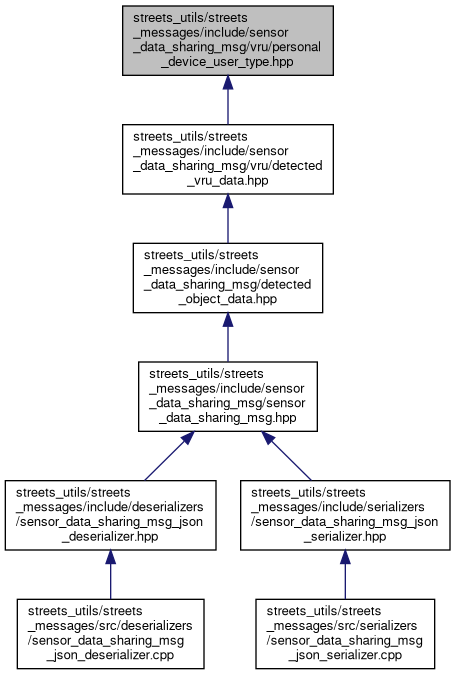 streets_utils/streets
_messages/include/sensor
_data_sharing_msg/vru/personal
_device_user_type.hpp
streets_utils/streets
_messages/include/sensor
_data_sharing_msg/vru/detected
_vru_data.hpp
streets_utils/streets
_messages/include/sensor
_data_sharing_msg/detected
_object_data.hpp
streets_utils/streets
_messages/include/sensor
_data_sharing_msg/sensor
_data_sharing_msg.hpp
streets_utils/streets
_messages/include/deserializers
/sensor_data_sharing_msg_json
_deserializer.hpp
streets_utils/streets
_messages/include/serializers
/sensor_data_sharing_msg_json
_serializer.hpp
streets_utils/streets
_messages/src/deserializers
/sensor_data_sharing_msg
_json_deserializer.cpp
streets_utils/streets
_messages/src/serializers
/sensor_data_sharing_msg
_json_serializer.cpp